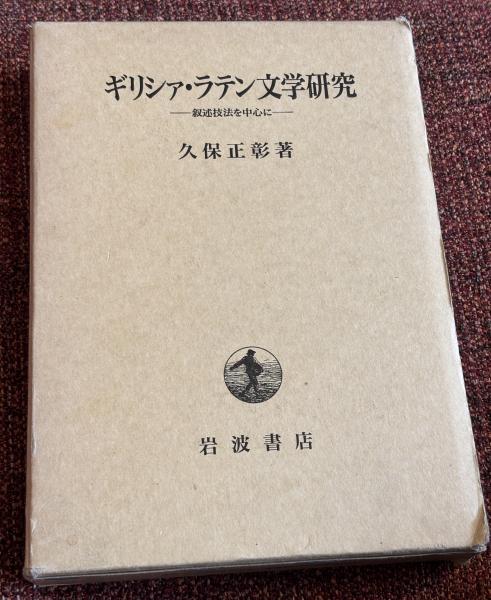 ギリシァ・ラテン文学研究
——叙述技法を中心に——
久保正彰著
岩波書店